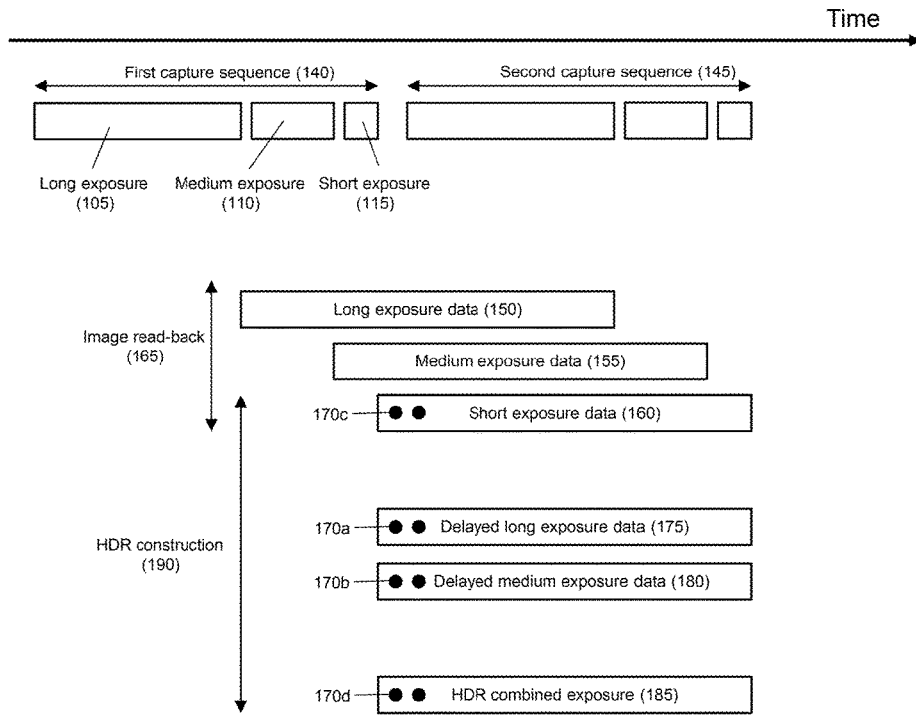 Time
First capture sequence (140)
Second capture sequence (145)
Long exposure
(105)
Medium exposure
(110)
Short exposure
(115)
Image read-back
(165)
Long exposure data (150)
Medium exposure data (155)
170c
Short exposure data (160)
HDR construction
(190)
170a
Delayed long exposure data (175)
170b
Delayed medium exposure data (180)
170d
HDR combined exposure (185)